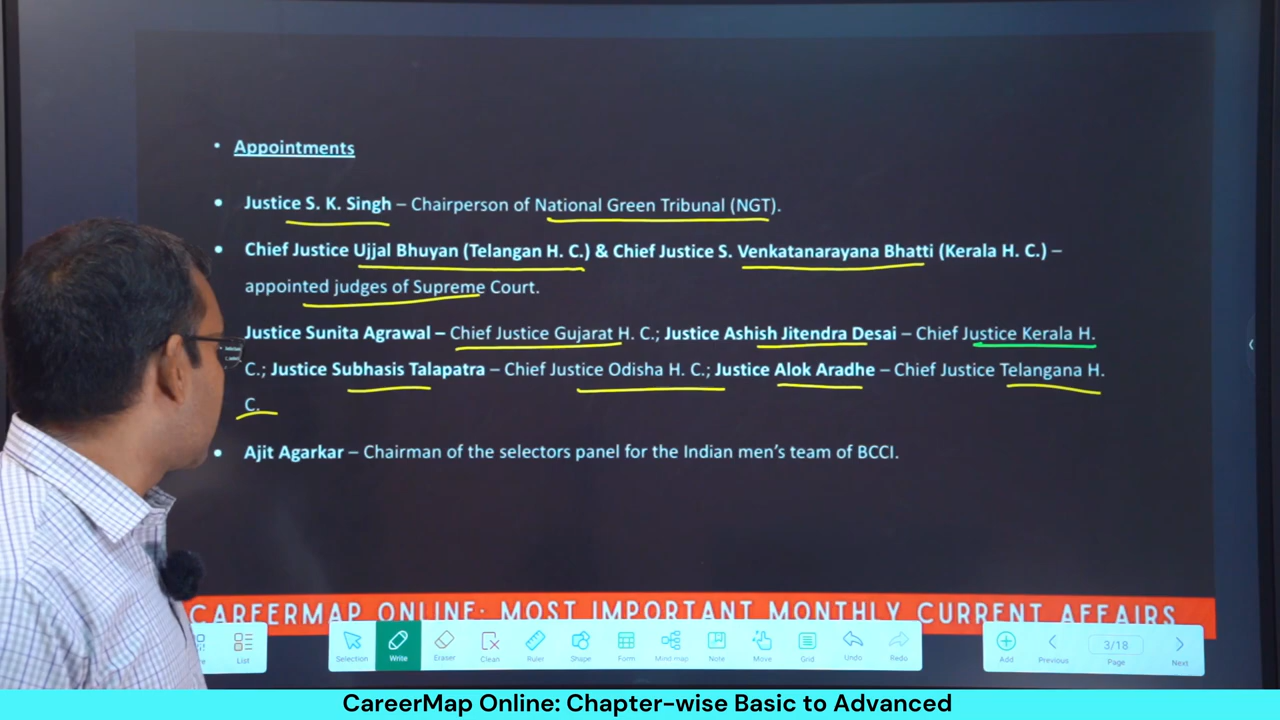 • Appointments
• Justice S. K. Singh – Chairperson of National Green Tribunal (NGT).
• Chief Justice Ujjal Bhuyan (Telangan H. C.) & Chief Justice S. Venkatanarayana Bhatti (Kerala H. C.) –
appointed judges of Supreme Court.
Justice Sunita Agrawal – Chief Justice Gujarat H. C.; Justice Ashish Jitendra Desai – Chief Justice Kerala H.
C.; Justice Subhasis Talapatra – Chief Justice Odisha H. C.; Justice Alok Aradhe – Chief Justice Telangana H.
C.
• Ajit Agarkar – Chairman of the selectors panel for the Indian men's team of BCCI.
CAREERMAP ONLINE: MOST IMPORTANT MONTHLY CURRENT AFFAIRS
List Selection Write Eraser Clean Ruler Shape Form Mind map Note Move Grid Undo Redo Add Previous 3/18 Page Next
CareerMap Online: Chapter-wise Basic to Advanced